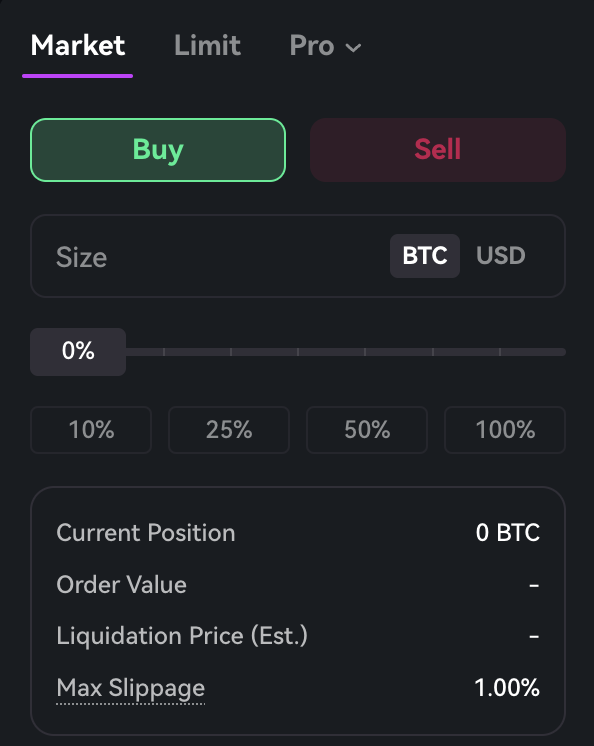 Market Limit Pro
Buy Sell
Size BTC USD
0%
10% 25% 50% 100%
Current Position 0 BTC
Order Value -
Liquidation Price (Est.) -
Max Slippage 1.00%